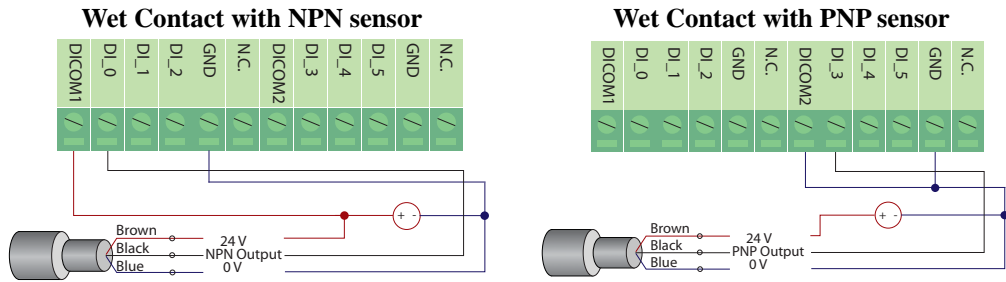 Wet Contact with NPN sensor
DICOM1 DI_0 DI_1 DI_2 GND N.C. DICOM2 DI_3 DI_4 DI_5 GND N.C.
+ -
Brown
24 V
Black
NPN Output
Blue
0 V
Wet Contact with PNP sensor
DICOM1 DI_0 DI_1 DI_2 GND N.C. DICOM2 DI_3 DI_4 DI_5 GND N.C.
+ -
Brown
24 V
Black
PNP Output
Blue
0 V